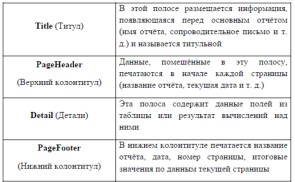 Title (Титул)
В этой полосе размещается информация,
появляющаяся перед основным отчётом
(имя отчёта, сопроводительное письмо и т.
д.) и называется титульной
PageHeader
(Верхний колонтитул)
Данные, помещённые в эту полосу,
печатаются в начале каждой страницы
(название отчёта, текущая дата и т. д.)
Detail (Детали)
Эта полоса содержит данные полей из
таблицы или результат вычислений над
ними
PageFooter
(Нижний колонтитул)
В нижнем колонтитуле печатается название
отчёта, дата, номер страницы, итоговые
значения по данным текущей страницы